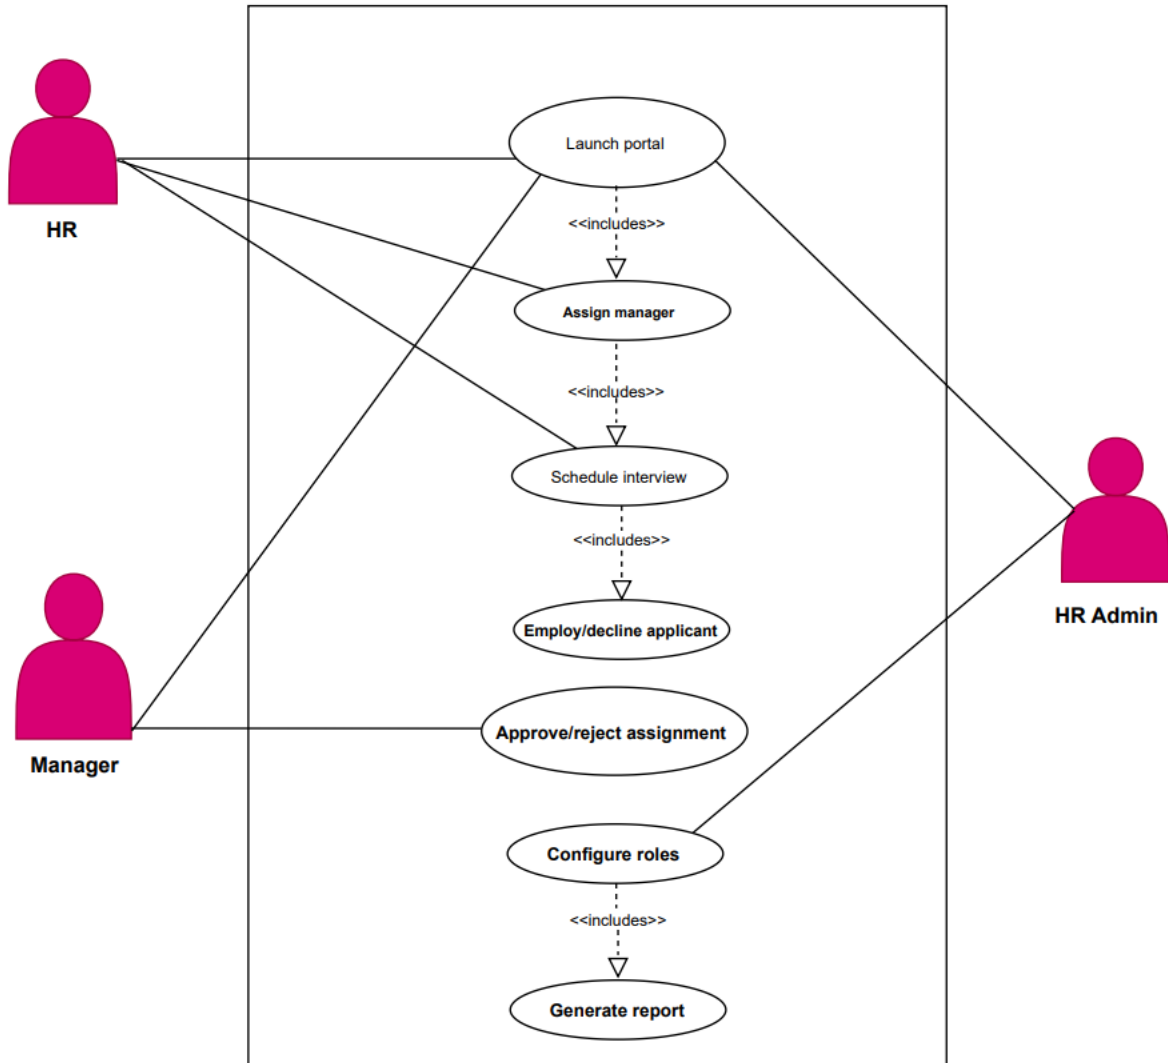 Launch portal
HR
<<includes>>
Assign manager
<<includes>>
Schedule interview
<<includes>>
HR Admin
Employ/decline applicant
Approve/reject assignment
Manager
Configure roles
<<includes>>
Generate report